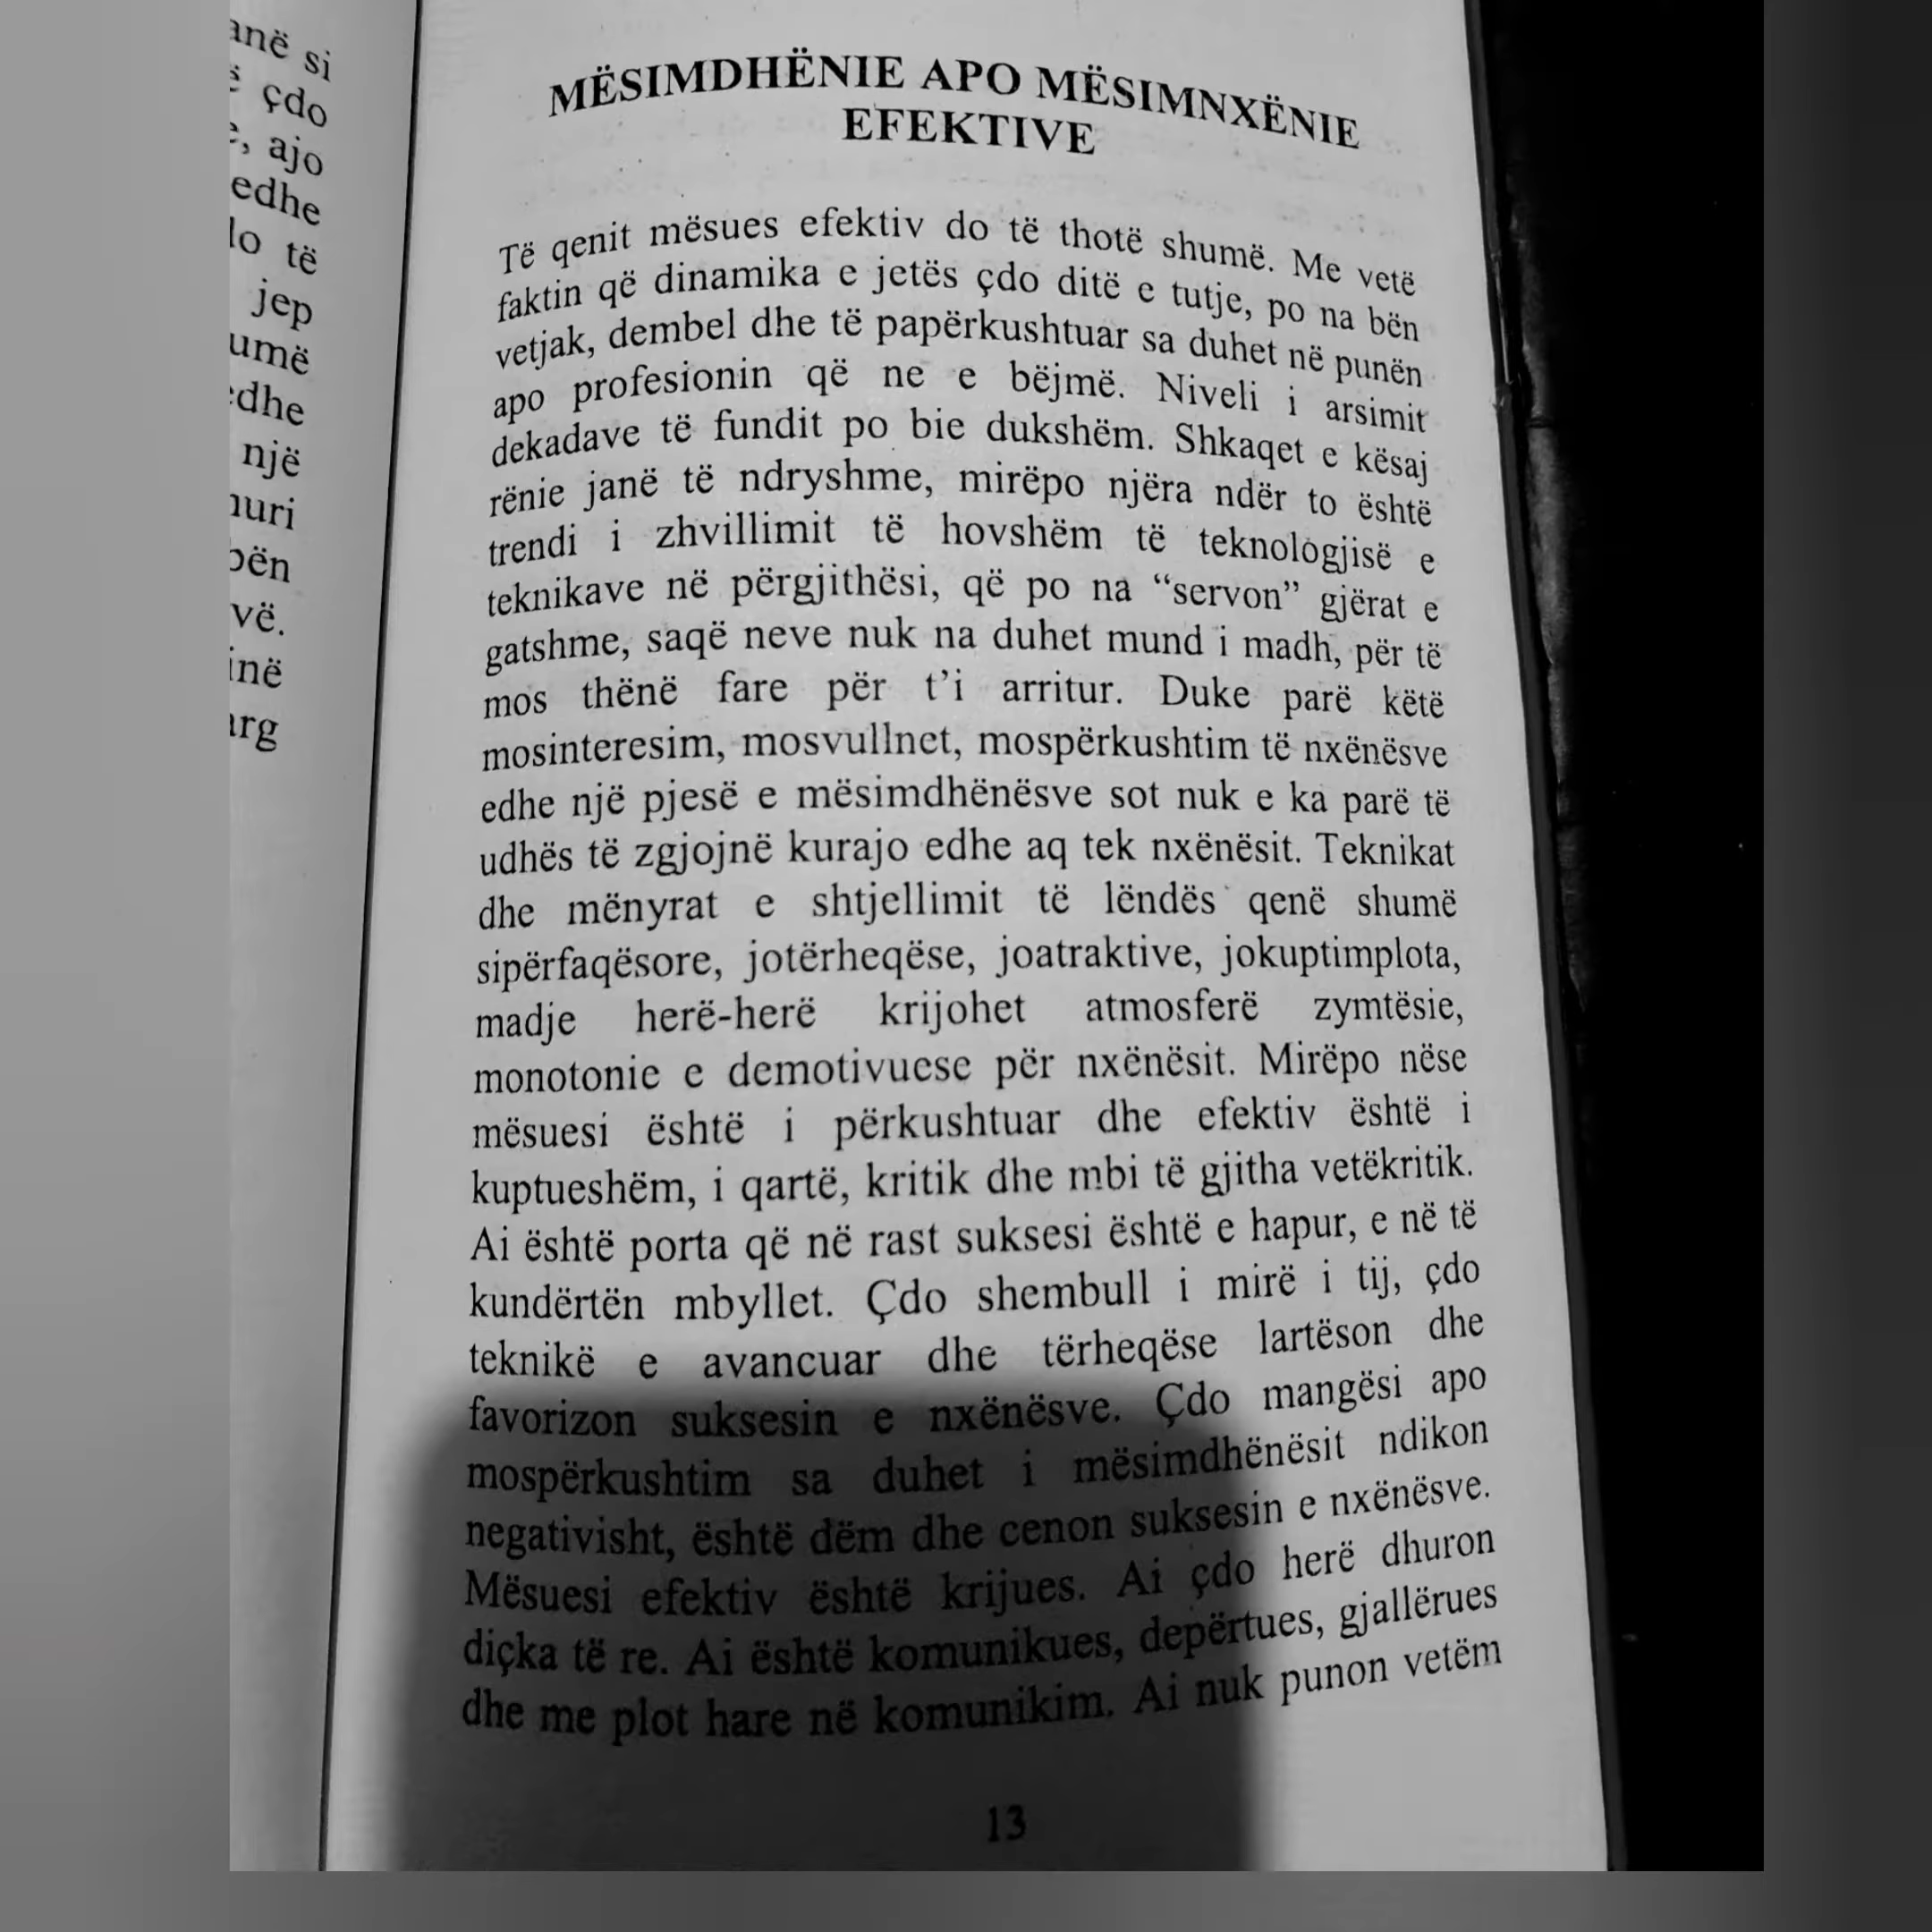 anë si
çdo
ajo
edhe
të
jep
një
vë.
MËSIMDHËNIE APO MËSIMNXËNIE
EFEKTIVE
Të qenit mësues efektiv do të thotë shumë. Me vetë
faktin që dinamika e jetës çdo ditë e tutje, po na bën
vetjak, dembel dhe të papërkushtuar sa duhet në punën
apo profesionin që ne e bëjmë. Niveli i arsimit
dekadave të fundit po bie dukshëm. Shkaqet e kësaj
rënie janë të ndryshme, mirëpo njëra ndër to është
trendi i zhvillimit të hovshëm të teknologjisë e
teknikave në përgjithësi, që po na “servon” gjërat e
gatshme, saqë neve nuk na duhet mund i madh, për të
mos thënë fare për t’i arritur. Duke parë këtë
mosinteresim, mosvullnet, mospërkushtim të nxënësve
edhe një pjesë e mësimdhënësve sot nuk e ka parë të
udhës të zgjojnë kurajo edhe aq tek nxënësit. Teknikat
dhe mënyrat e shtjellimit të lëndës qenë shumë
sipërfaqësore, jotërheqëse, joatraktive, jokuptimplota,
madje herë-herë krijohet atmosferë zymtësie,
monotonie e demotivuese për nxënësit. Mirëpo nëse
mësuesi është i përkushtuar dhe efektiv është i
kuptueshëm, i qartë, kritik dhe mbi të gjitha vetëkritik.
Ai është porta që në rast suksesi është e hapur, e në të
kundërtën mbyllet. Çdo shembull i mirë i tij, çdo
teknikë e avancuar dhe tërheqëse lartëson dhe
favorizon suksesin e nxënësve. Çdo mangësi apo
mospërkushtim sa duhet i mësimdhënësit ndikon
negativisht, është dëm dhe cenon suksesin e nxënësve.
Mësuesi efektiv është krijues. Ai çdo herë dhuron
diçka të re. Ai është komunikues, depërtues, gjallërues
dhe me plot hare në komunikim. Ai nuk punon vetëm
13